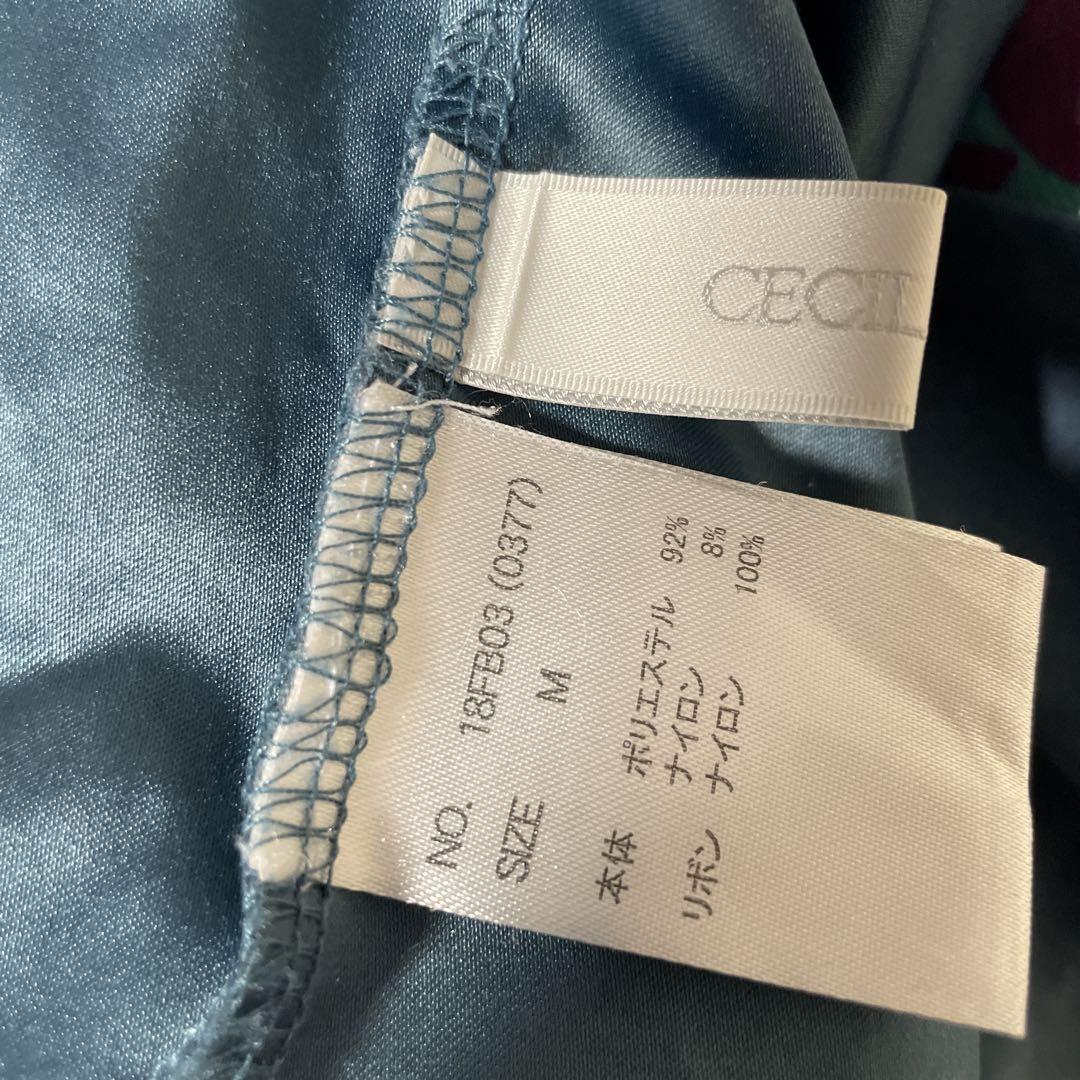 CECIL
NO. 18FB03 (0377)
SIZE M
本体 ポリエステル 92%
ナイロン 8%
リボン ナイロン 100%